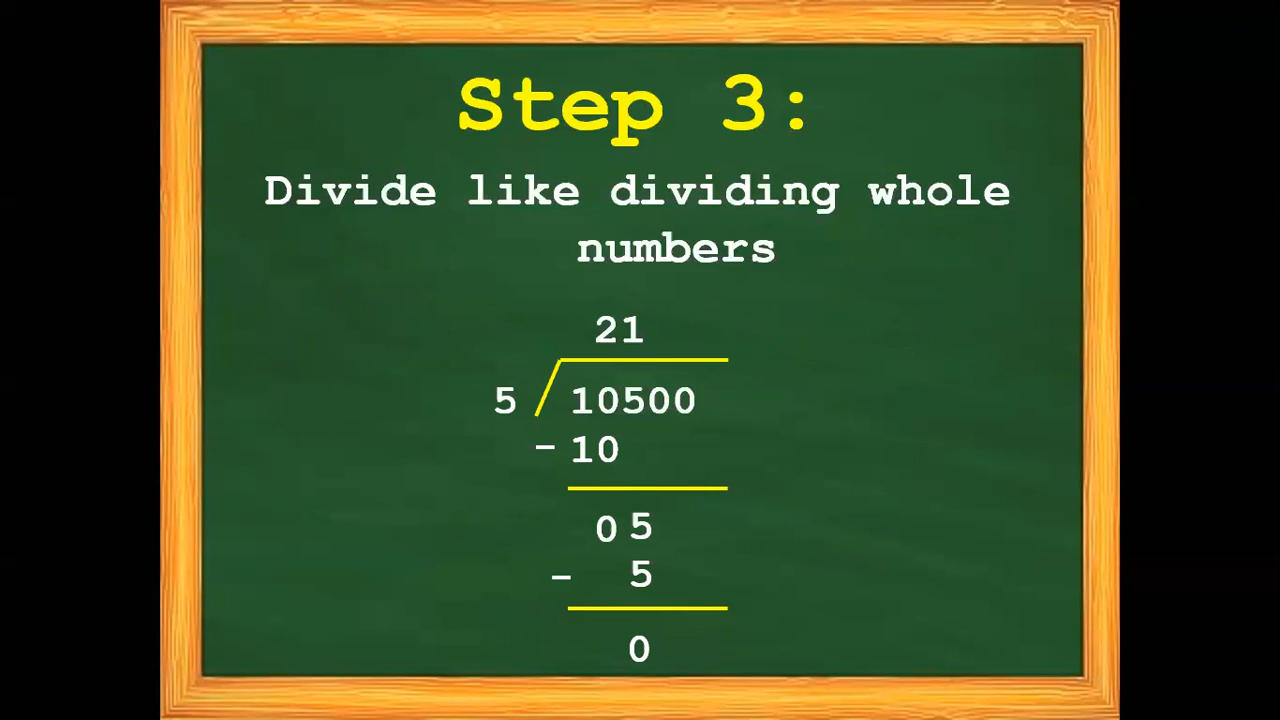 Step 3:
Divide like dividing whole
numbers
21
5 10500
- 10
0 5
- 5
0